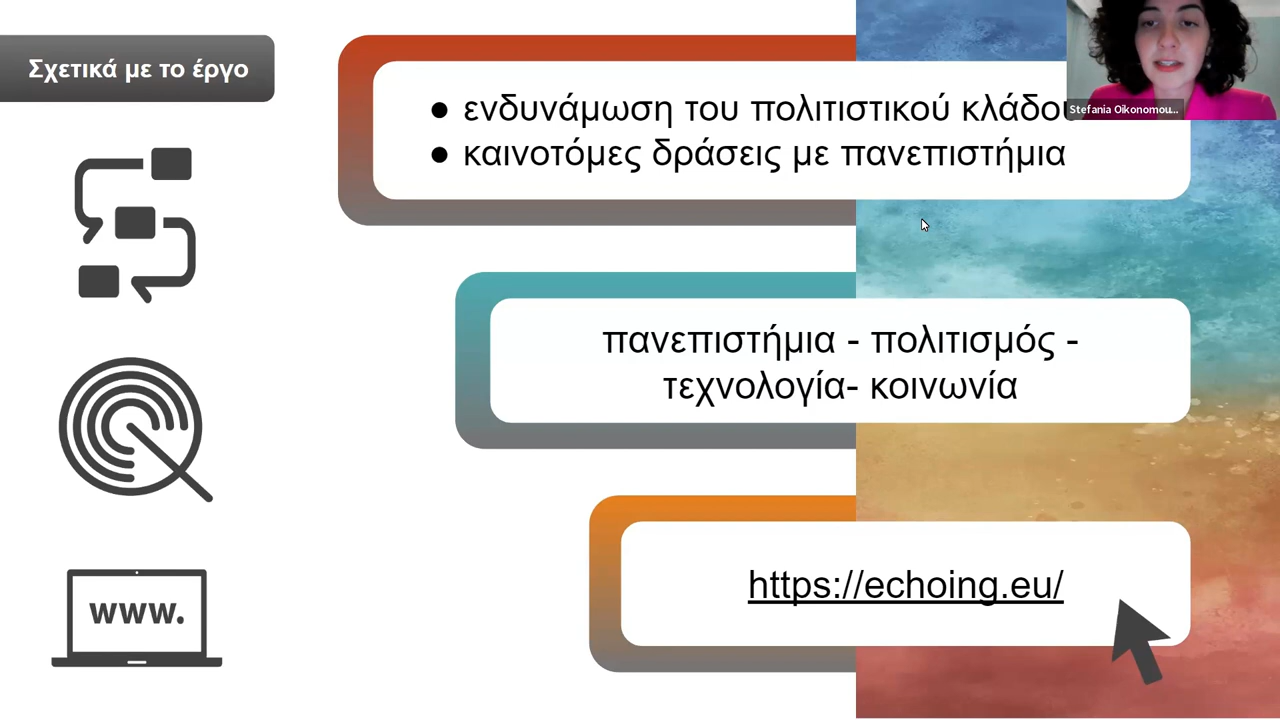 Σχετικά με το έργο
● ενδυνάμωση του πολιτιστικού κλάδου
● καινοτόμες δράσεις με πανεπιστήμια
πανεπιστήμια - πολιτισμός -
τεχνολογία- κοινωνία
https://echoing.eu/
www.
Stefania Oikonomou...